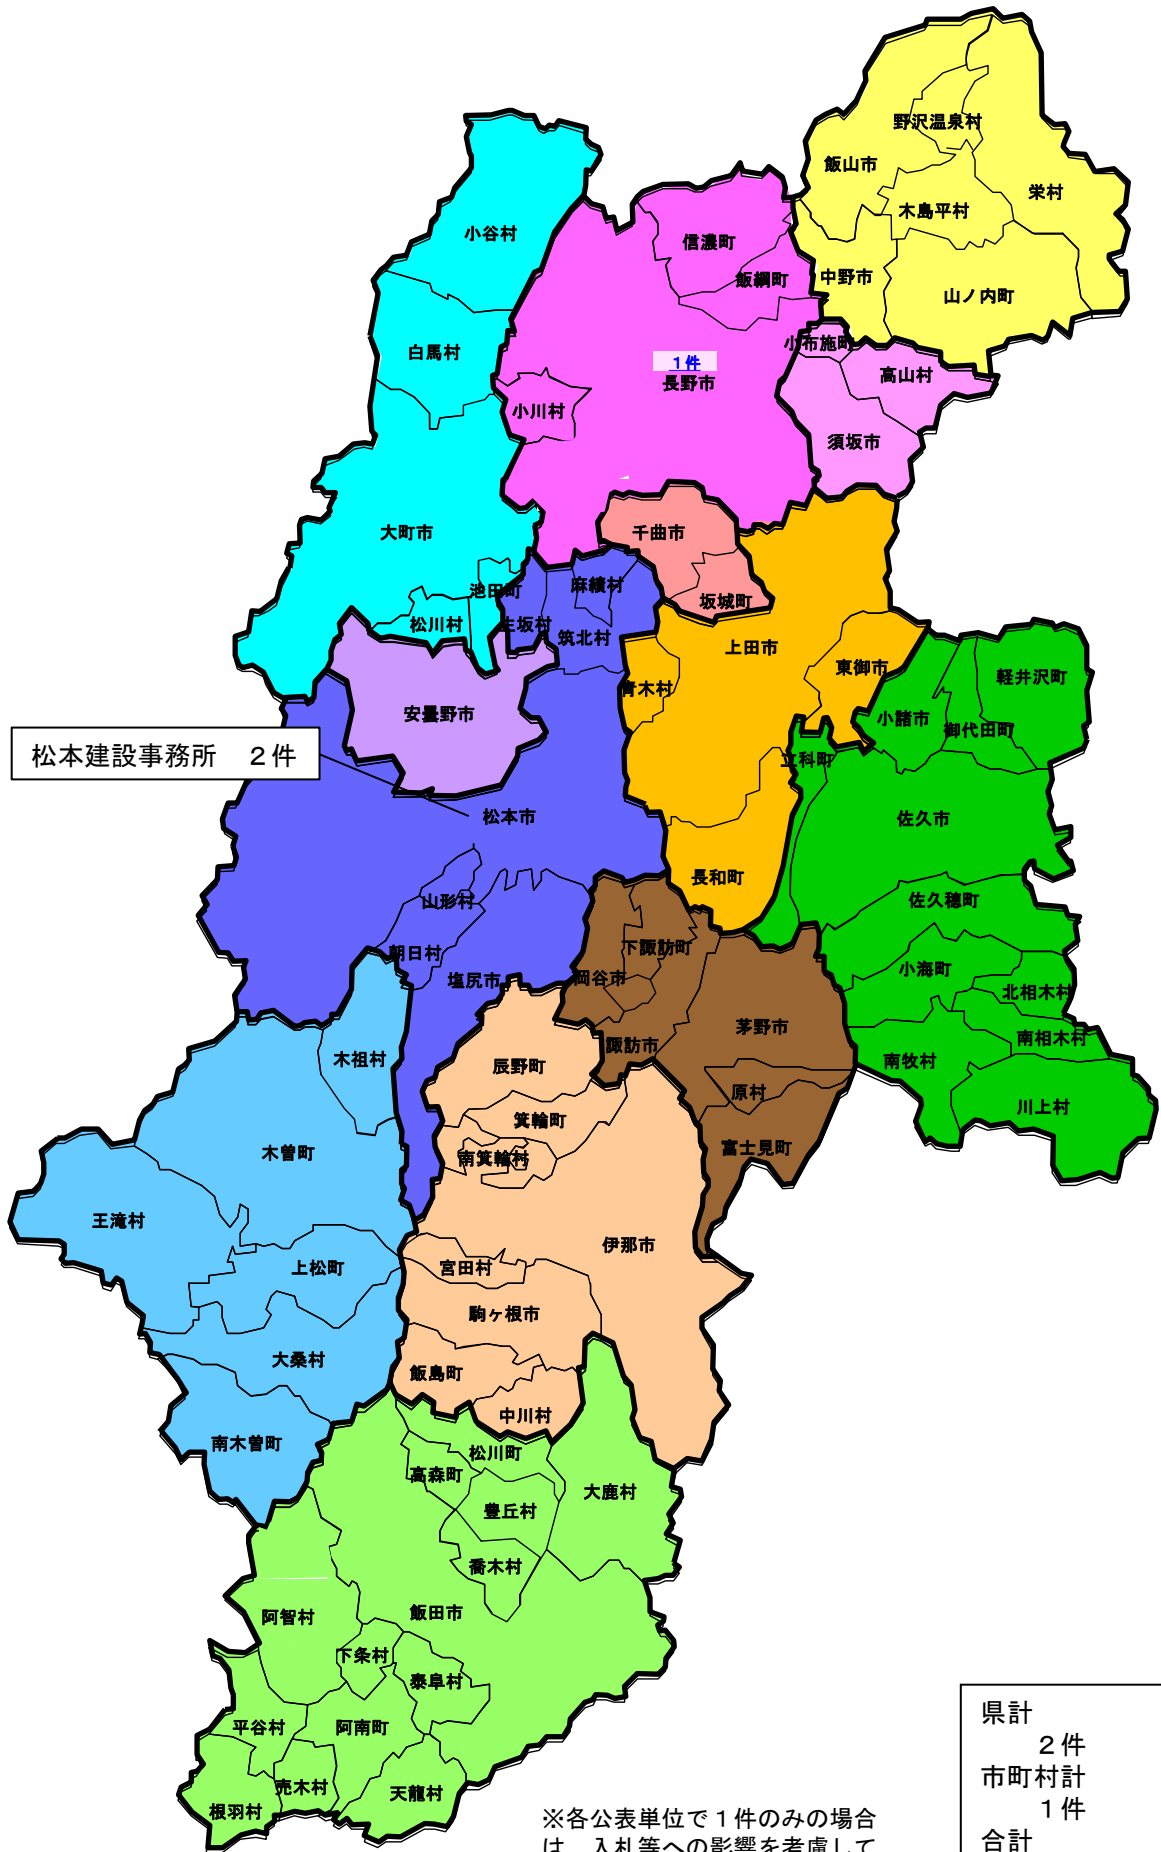 野沢温泉村
飯山市
栄村
木島平村
小谷村
信濃町
飯綱町
中野市
山ノ内町
小布施町
白馬村
1件
長野市
高山村
小川村
須坂市
大町市
千曲市
池田町
麻績村
坂城町
松川村
生坂村
筑北村
上田市
東御市
青木村
軽井沢町
安曇野市
小諸市
御代田町
松本建設事務所 2件
立科町
松本市
佐久市
長和町
山形村
佐久穂町
朝日村
下諏訪町
塩尻市
岡谷市
小海町
北相木村
茅野市
南相木村
諏訪市
木祖村
辰野町
南牧村
原村
川上村
箕輪町
木曽町
南箕輪村
富士見町
王滝村
伊那市
上松町
宮田村
駒ヶ根市
大桑村
飯島町
中川村
南木曽町
松川町
高森町
大鹿村
豊丘村
喬木村
阿智村
飯田市
下条村
泰阜村
平谷村
阿南町
売木村
天龍村
根羽村
県計
2件
市町村計
1件
合計
※各公表単位で1件のみの場合
は、入札等への影響を考慮して